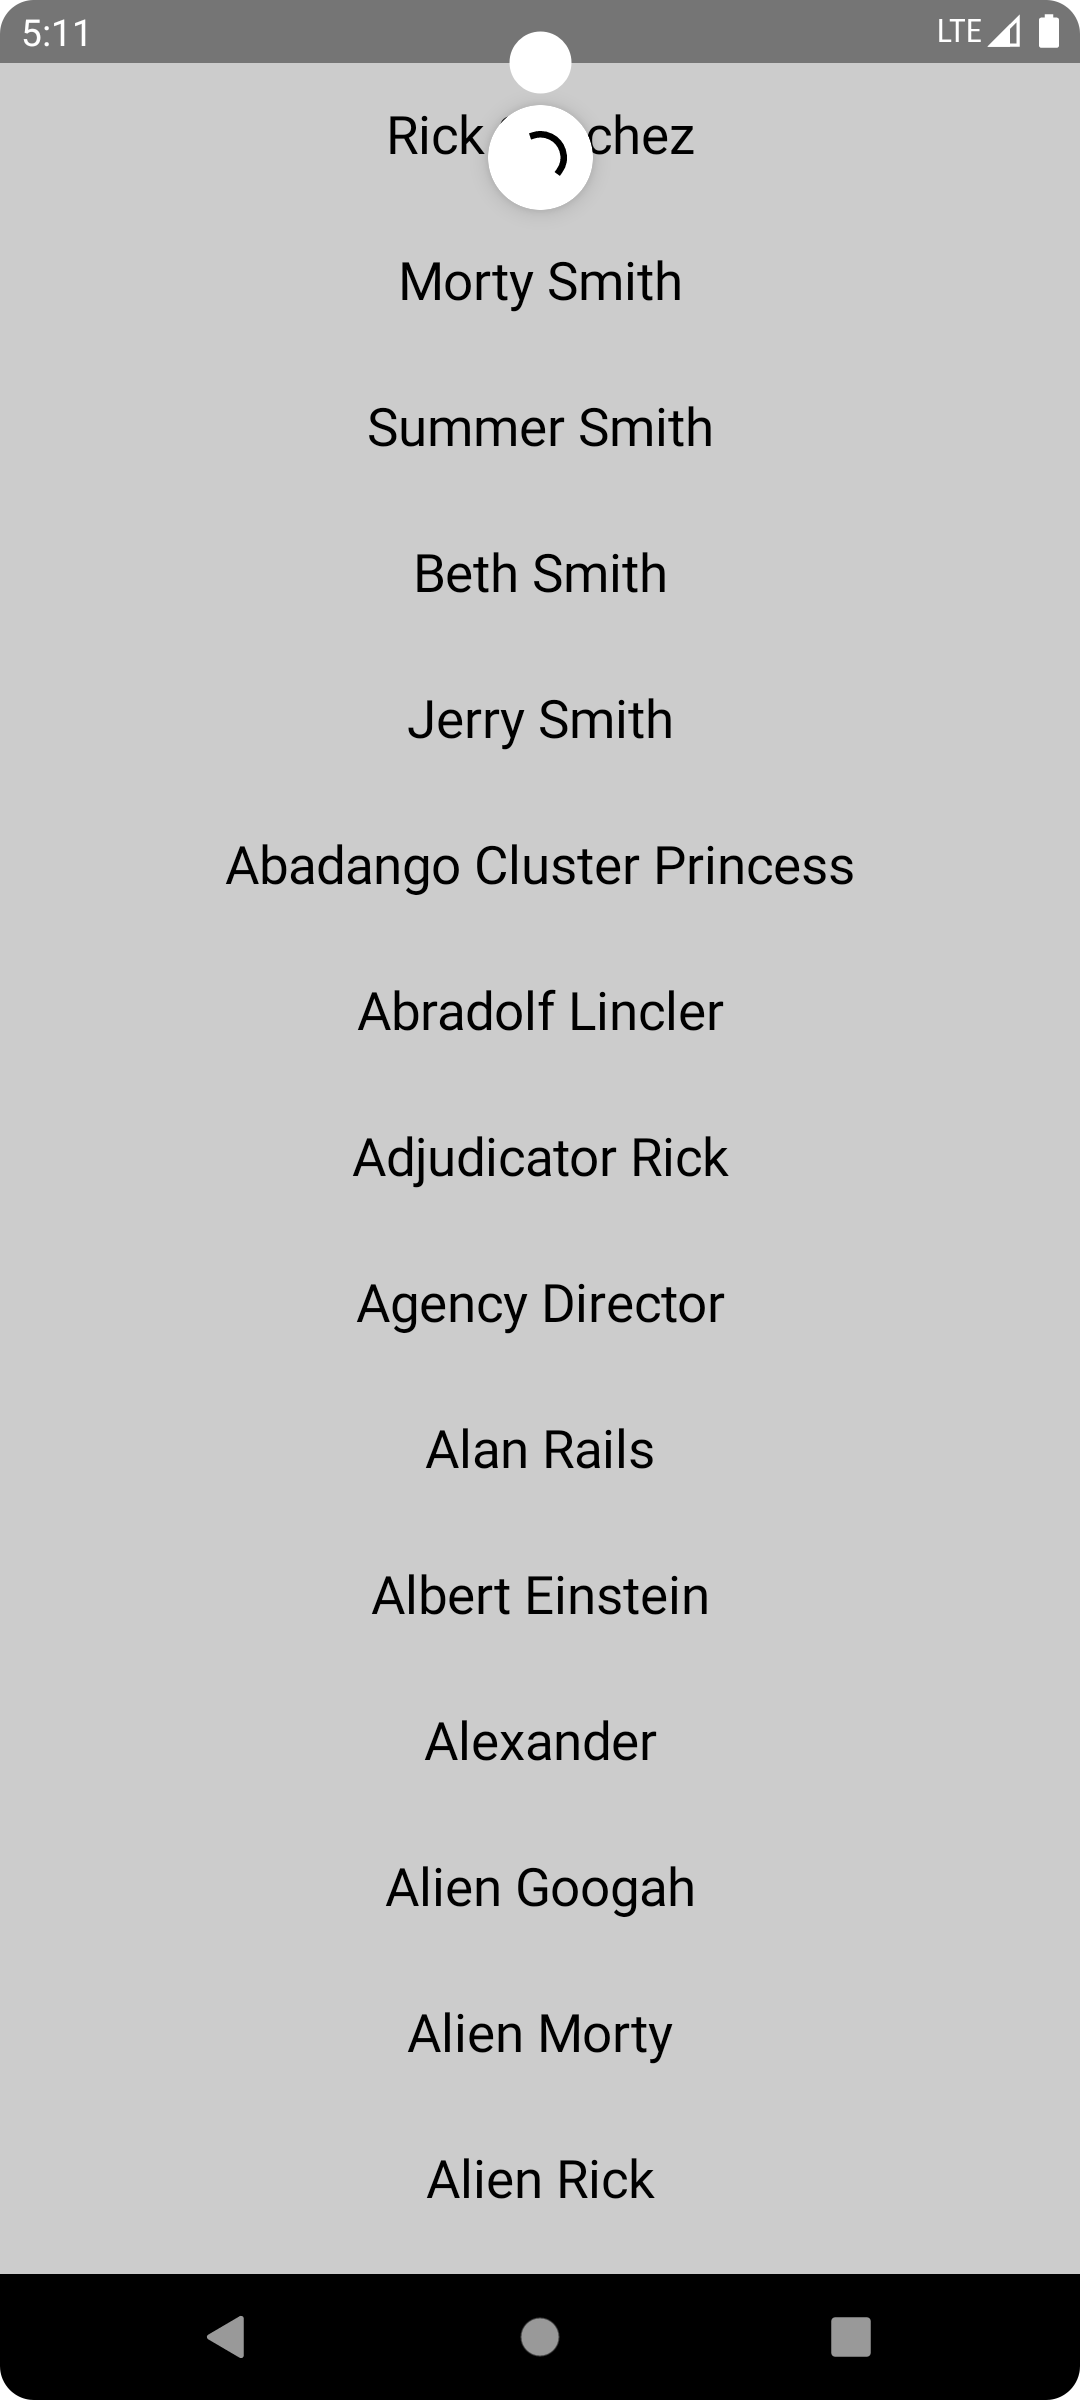 5:11
LTE
Rick chez
Morty Smith
Summer Smith
Beth Smith
Jerry Smith
Abadango Cluster Princess
Abradolf Lincler
Adjudicator Rick
Agency Director
Alan Rails
Albert Einstein
Alexander
Alien Googah
Alien Morty
Alien Rick